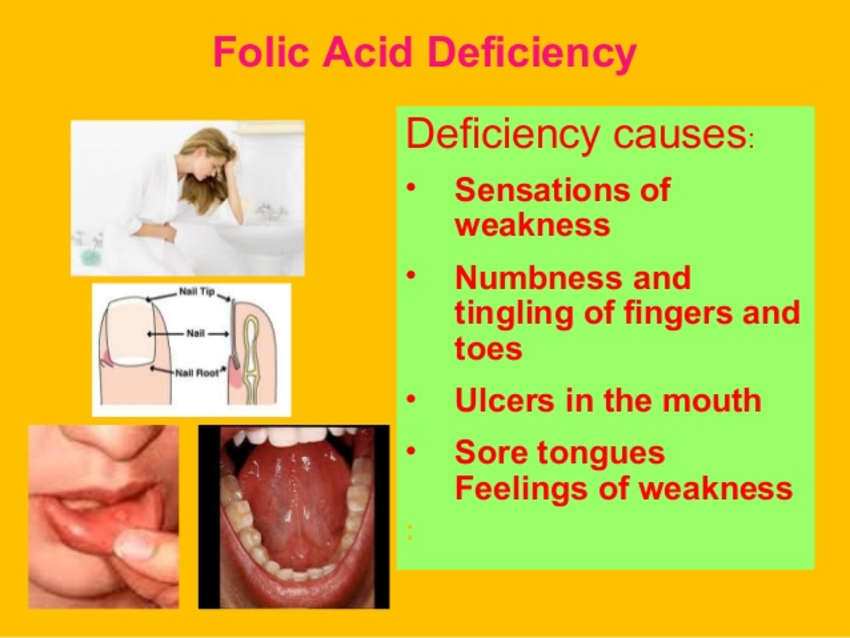 Folic Acid Deficiency
Nail Tip
Nail
Nail Root
Deficiency causes:
• Sensations of
weakness
• Numbness and
tingling of fingers and
toes
• Ulcers in the mouth
• Sore tongues
Feelings of weakness
: